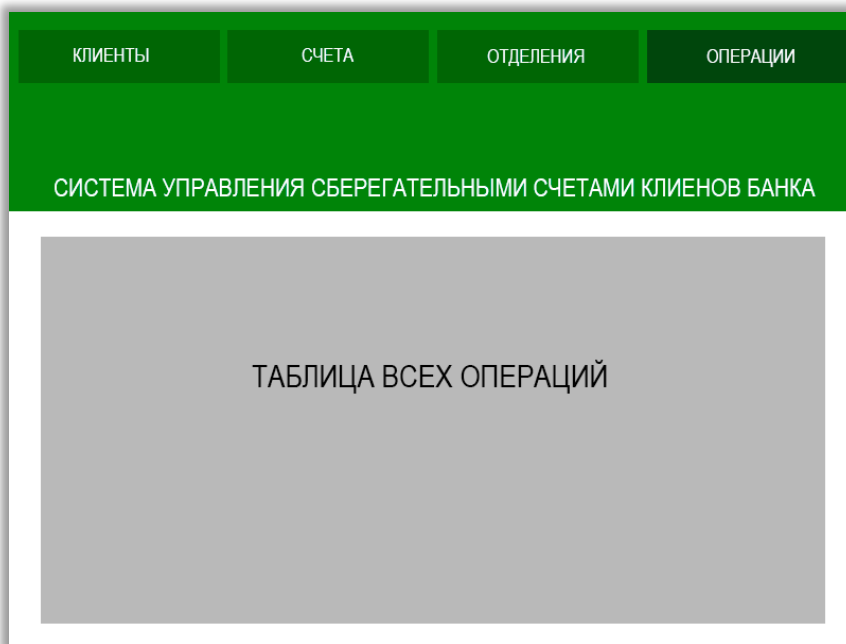 КЛИЕНТЫ СЧЕТА ОТДЕЛЕНИЯ ОПЕРАЦИИ
СИСТЕМА УПРАВЛЕНИЯ СБЕРЕГАТЕЛЬНЫМИ СЧЕТАМИ КЛИЕНОВ БАНКА
ТАБЛИЦА ВСЕХ ОПЕРАЦИЙ